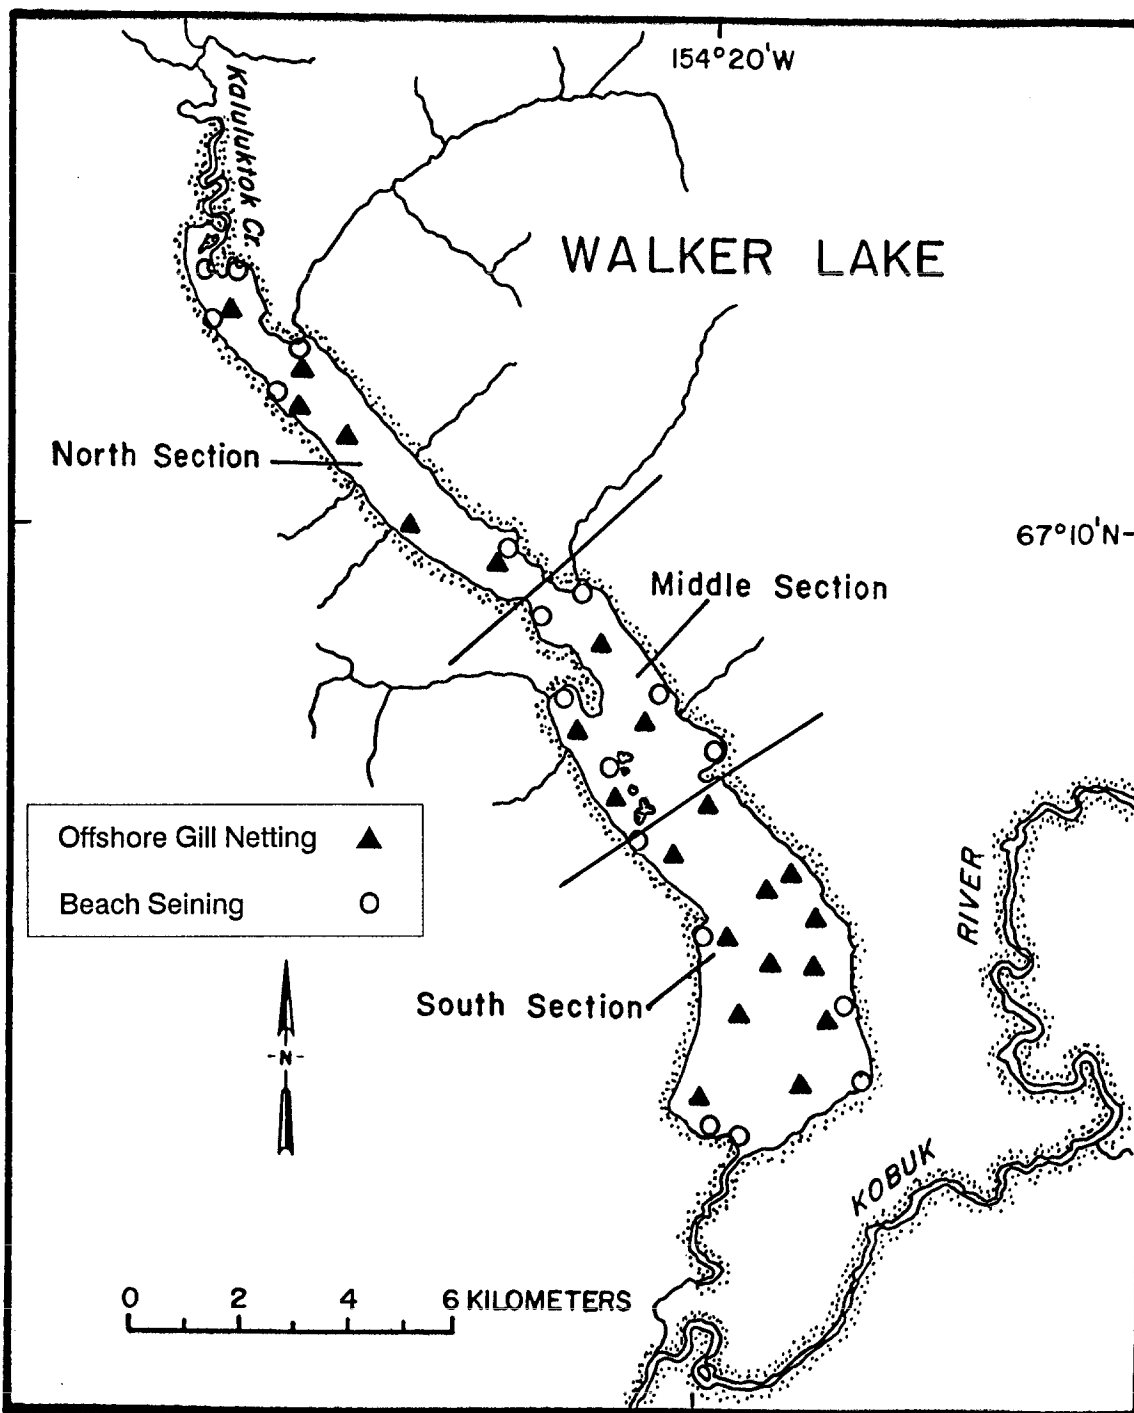 154°20'W
Kaluluktok Cr.
WALKER LAKE
North Section
67°10'N
Middle Section
Offshore Gill Netting
Beach Seining
RIVER
South Section
-N-
KOBUK
0 2 4 6 KILOMETERS